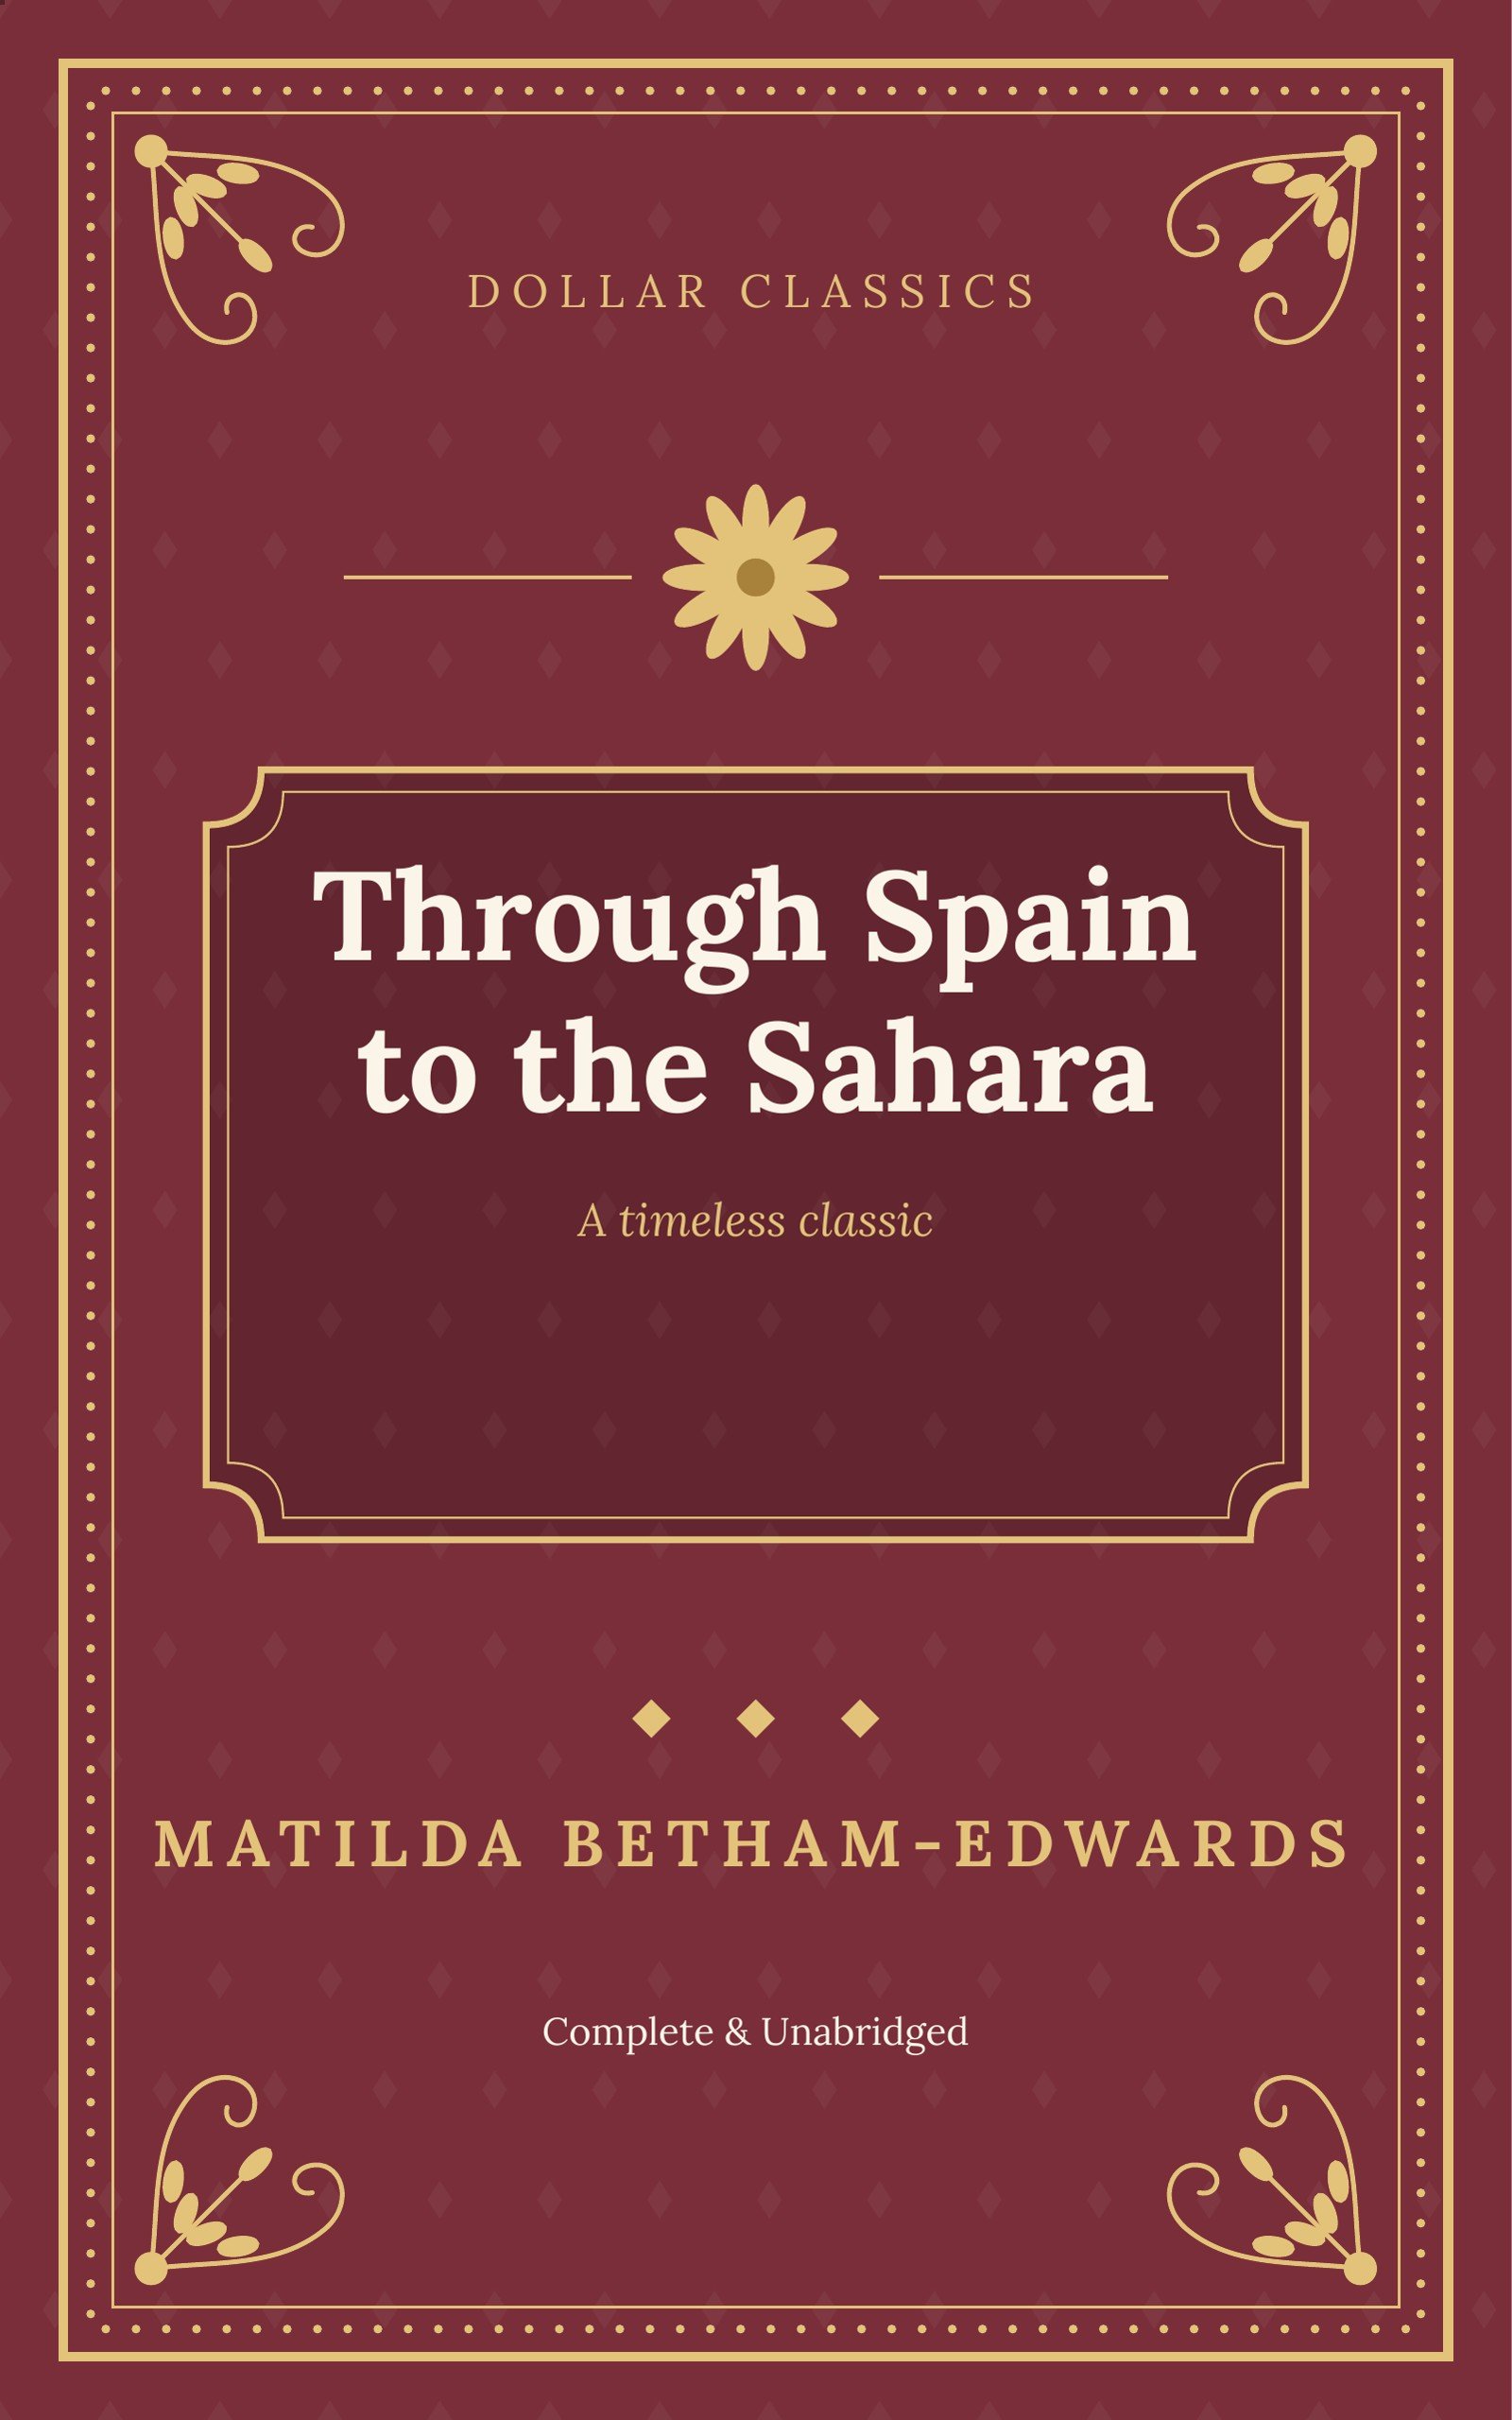 DOLLAR CLASSICS
Through Spain
to the Sahara
A timeless classic
MATILDA BETHAM-EDWARDS
Complete & Unabridged